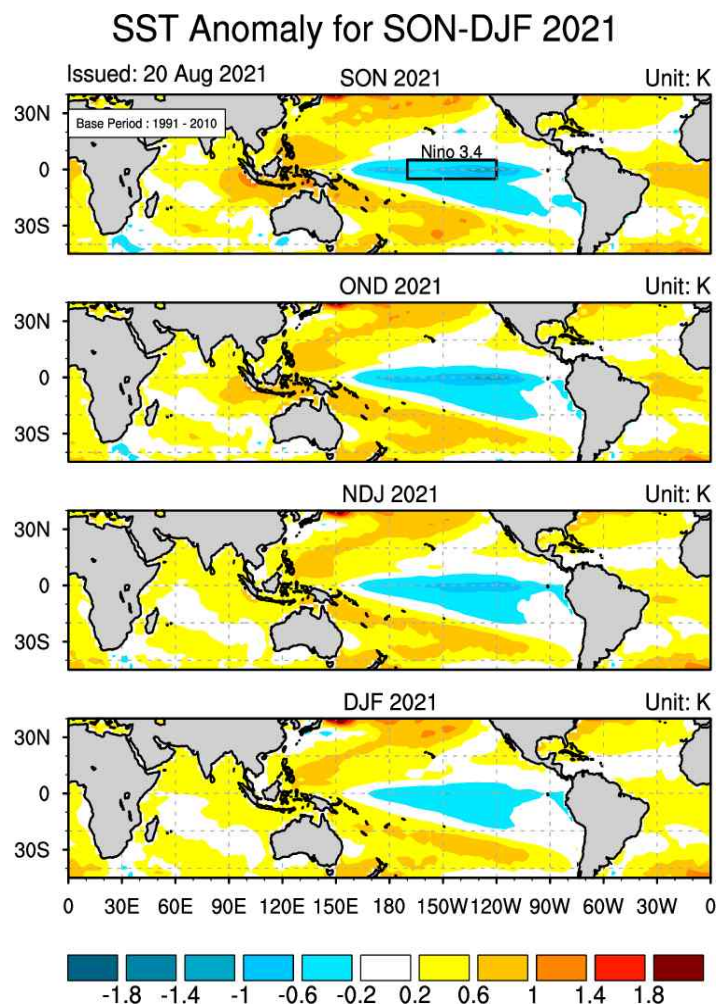 SST Anomaly for SON-DJF 2021
Issued: 20 Aug 2021 SON 2021 Unit: K
30N
Base Period : 1991 - 2010
Nino 3.4
0
30S
OND 2021 Unit: K
30N
0
30S
NDJ 2021 Unit: K
30N
0
30S
DJF 2021 Unit: K
30N
0
30S
0 30E 60E 90E 120E 150E 180 150W 120W 90W 60W 30W 0
-1.8 -1.4 -1 -0.6 -0.2 0.2 0.6 1 1.4 1.8